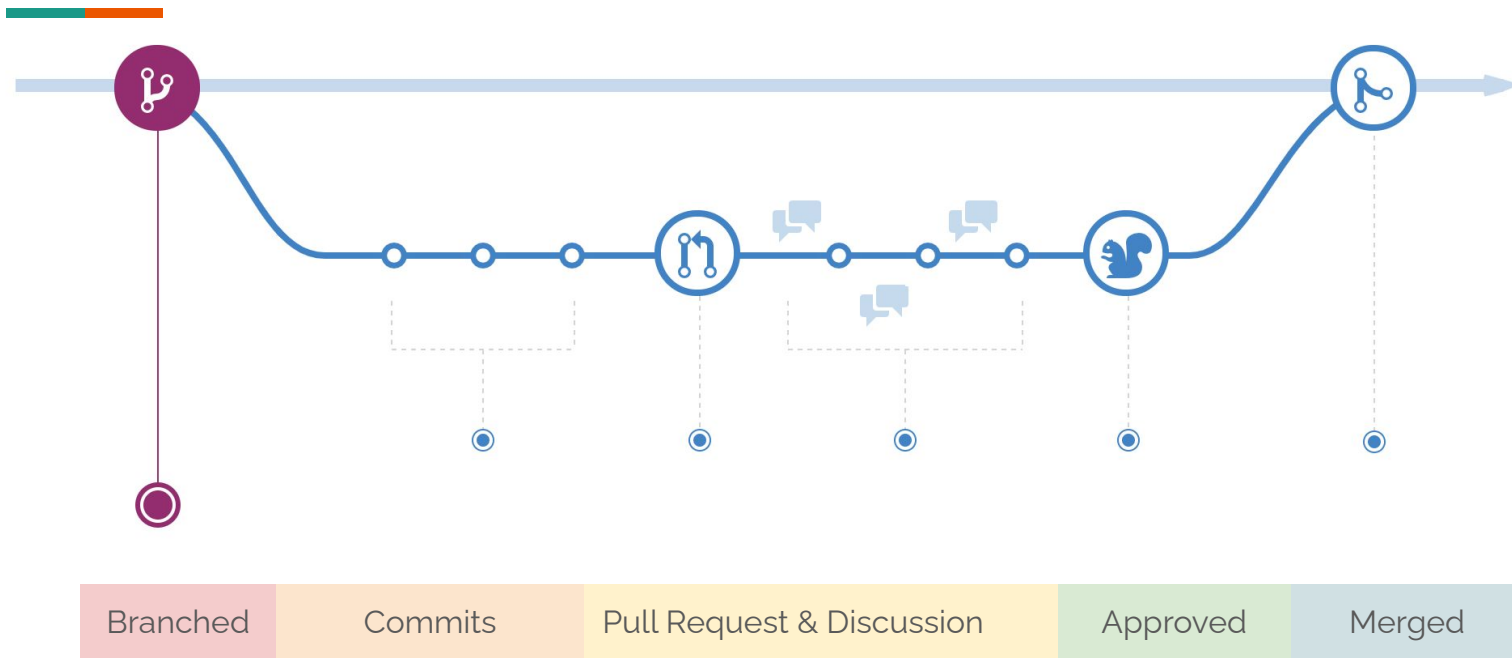 Branched
Commits
Pull Request & Discussion
Approved
Merged